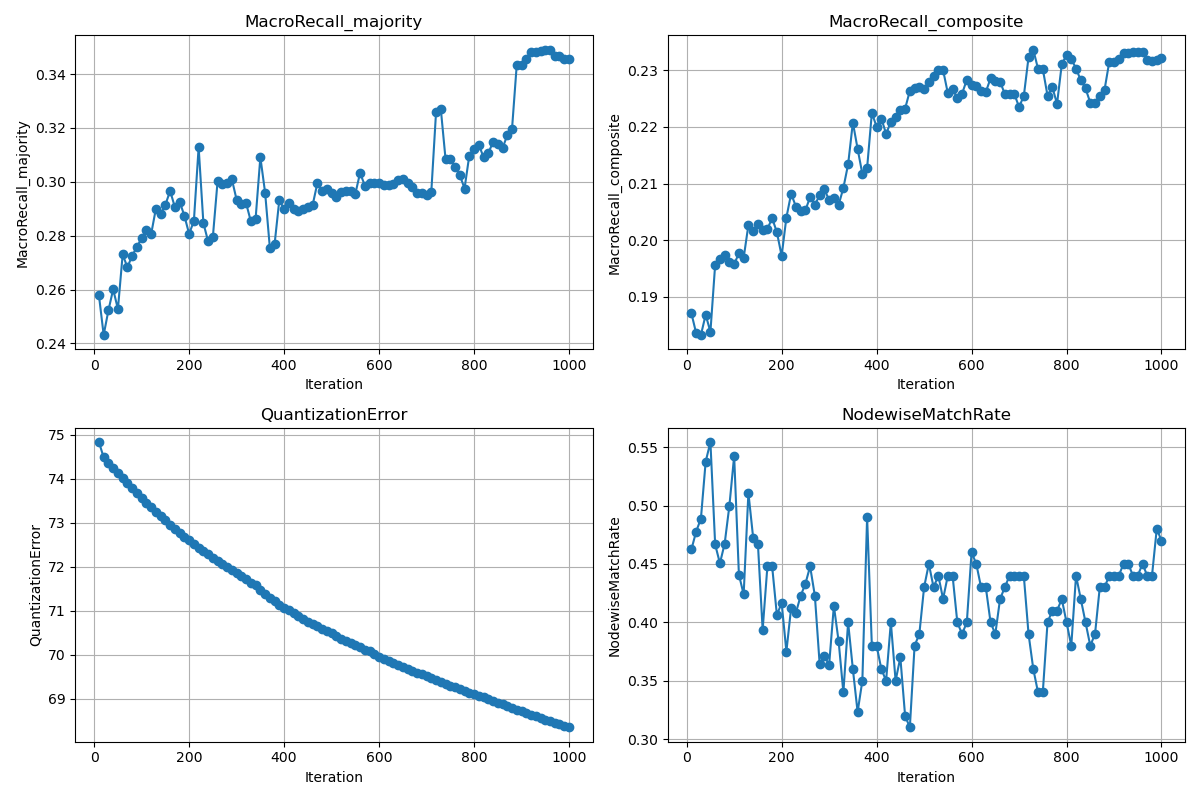 MacroRecall_majority
MacroRecall_majority
0.34
0.32
0.30
0.28
0.26
0.24
0 200 400 600 800 1000
Iteration
MacroRecall_composite
MacroRecall_composite
0.23
0.22
0.21
0.20
0.19
0 200 400 600 800 1000
Iteration
QuantizationError
QuantizationError
75
74
73
72
71
70
69
0 200 400 600 800 1000
Iteration
NodewiseMatchRate
NodewiseMatchRate
0.55
0.50
0.45
0.40
0.35
0.30
0 200 400 600 800 1000
Iteration